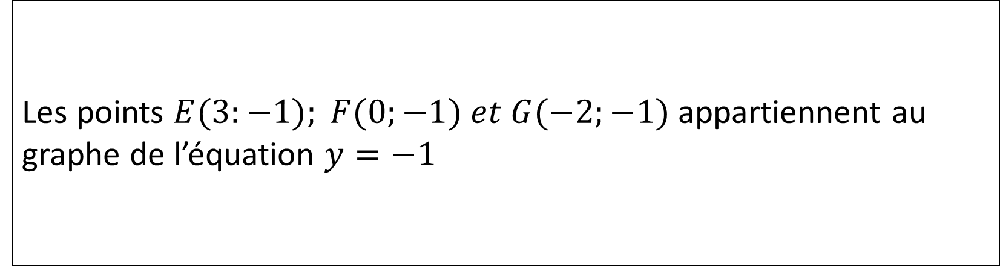 Les points E(3: −1); F(0; −1) et G(−2; −1) appartiennent au
graphe de l’équation y = −1